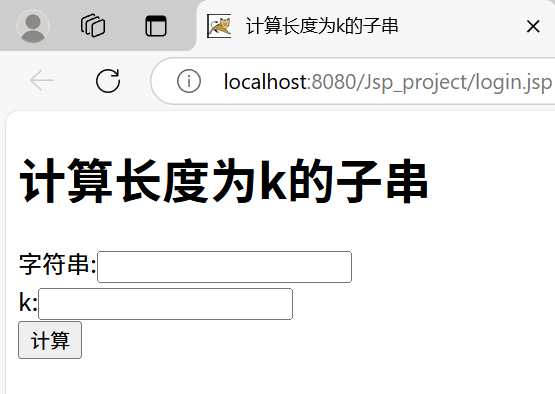 计算长度为k的子串
localhost:8080/Jsp_project/login.jsp
计算长度为k的子串
字符串:
k:
计算